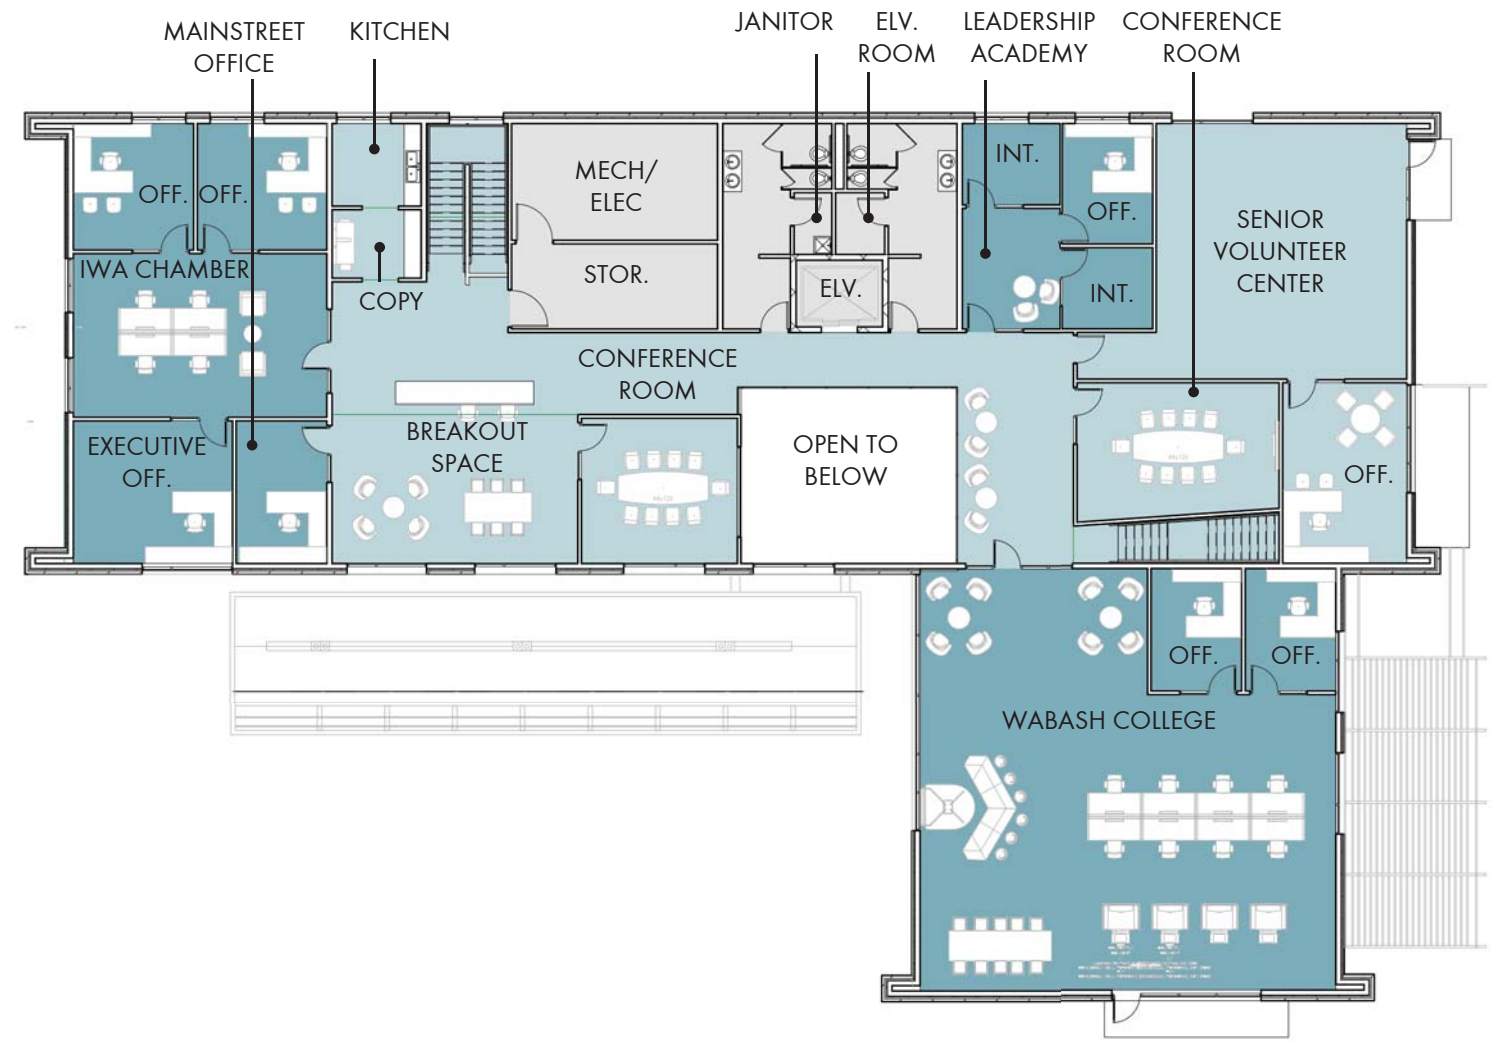 MAINSTREET
OFFICE
KITCHEN
JANITOR
ELV.
ROOM
LEADERSHIP
ACADEMY
CONFERENCE
ROOM
OFF.
OFF.
IWA CHAMBER
COPY
MECH/
ELEC
STOR.
ELV.
INT.
OFF.
INT.
SENIOR
VOLUNTEER
CENTER
CONFERENCE
ROOM
EXECUTIVE
OFF.
BREAKOUT
SPACE
OPEN TO
BELOW
OFF.
OFF.
OFF.
WABASH COLLEGE